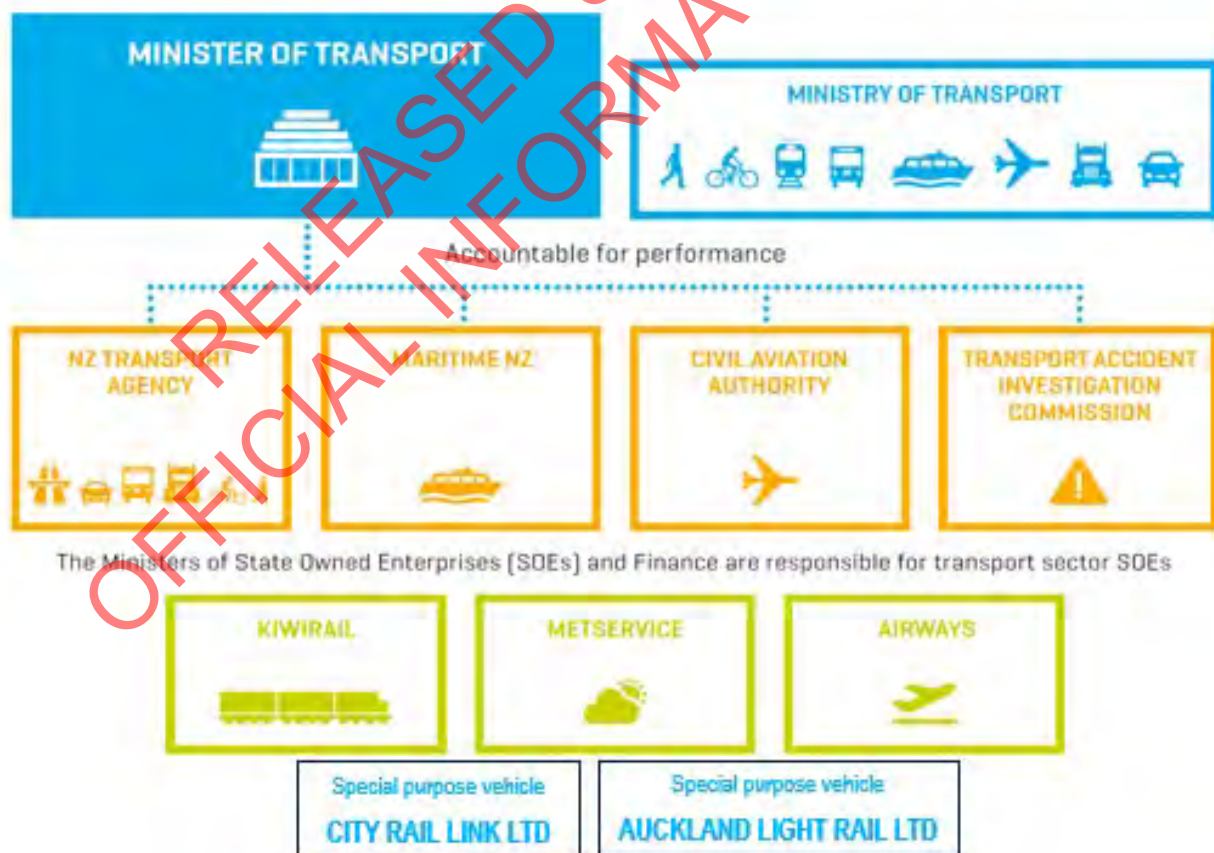 MINISTER OF TRANSPORT
MINISTRY OF TRANSPORT
Accountable for performance
NZ TRANSPORT
AGENCY
MARITIME NZ
CIVIL AVIATION
AUTHORITY
TRANSPORT ACCIDENT
INVESTIGATION
COMMISSION
The Ministers of State Owned Enterprises [SOEs] and Finance are responsible for transport sector SOEs
KIWIRAIL
METSERVICE
AIRWAYS
Special purpose vehicle
CITY RAIL LINK LTD
Special purpose vehicle
AUCKLAND LIGHT RAIL LTD
RELEASED
OFFICIAL